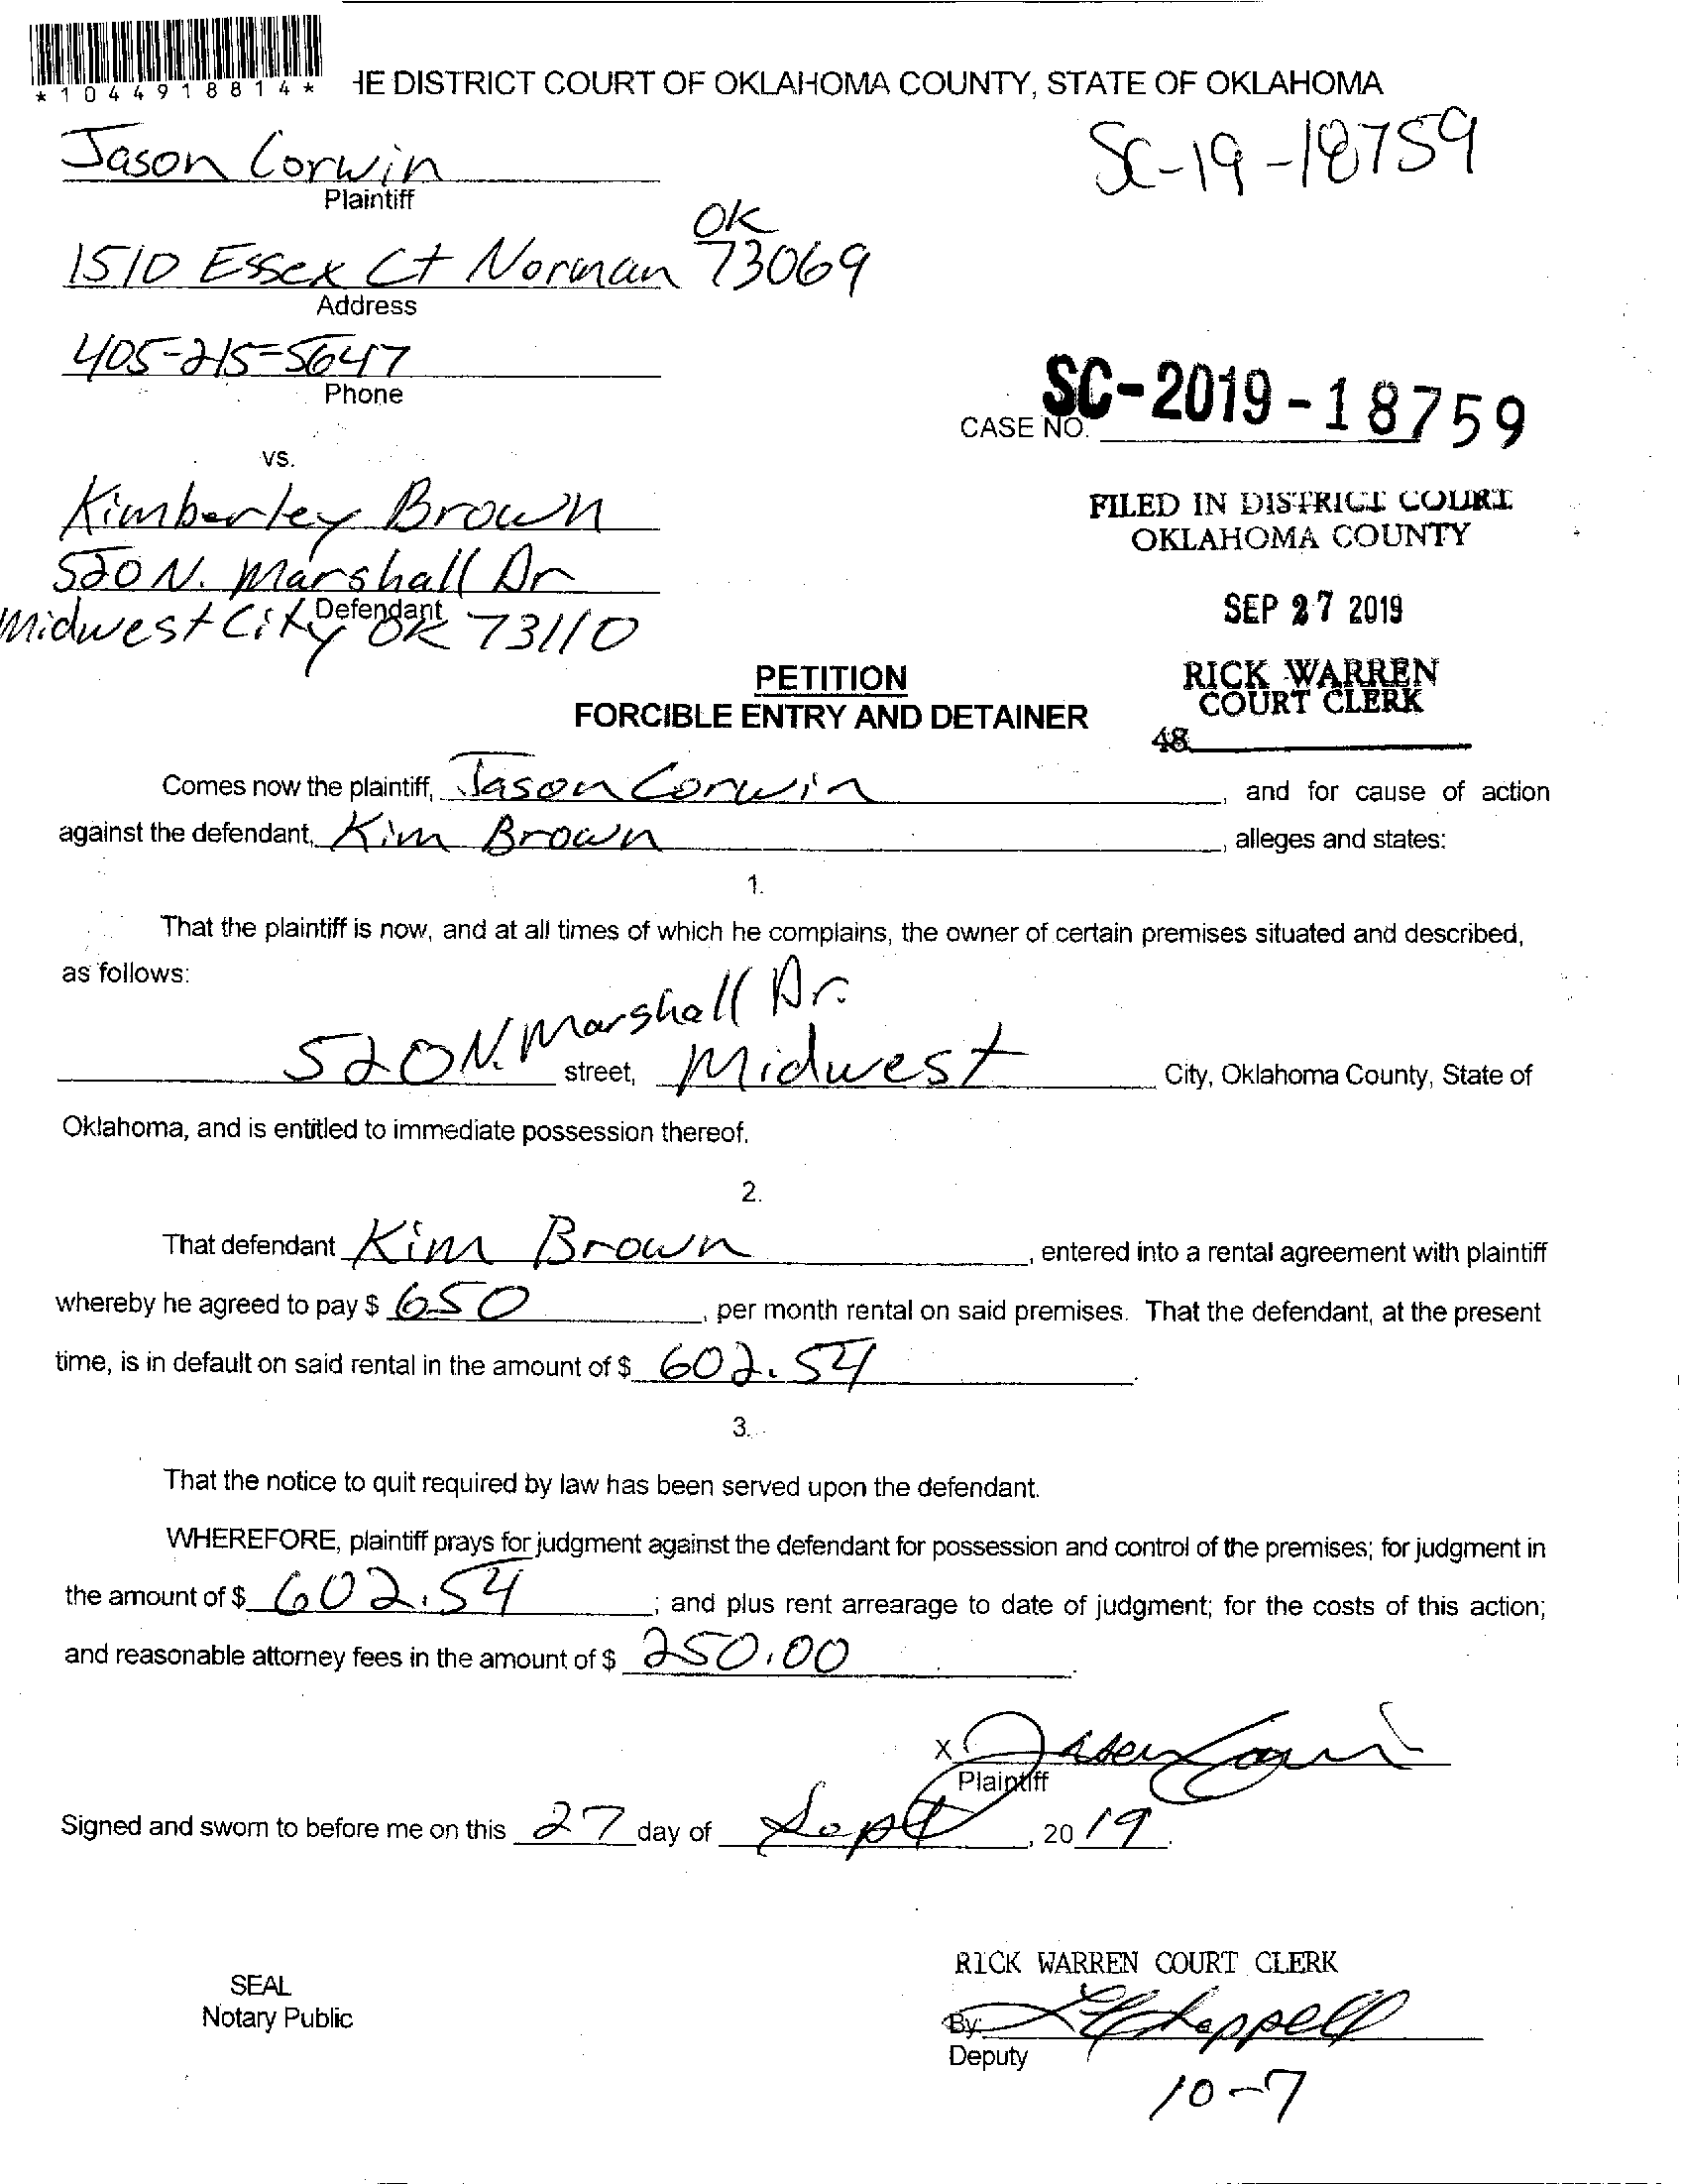 *1044918814*
HE DISTRICT COURT OF OKLAHOMA COUNTY, STATE OF OKLAHOMA
Jason Corwin
SC-19-18759
Plaintiff
OK
1510 Essex Ct Norman 73069
Address
405-215-5647
Phone
CASE NO. SC-2019-18759
vs.
Kimberley Brown
FILED IN DISTRICT COURT
OKLAHOMA COUNTY
520 N. Marshall Dr
Defendant
SEP 27 2019
Midwest City OK 73110
PETITION
RICK WARREN
COURT CLERK
FORCIBLE ENTRY AND DETAINER
48
Comes now the plaintiff, Jason Corwin, and for cause of action
against the defendant, Kim Brown, alleges and states:
1.
That the plaintiff is now, and at all times of which he complains, the owner of certain premises situated and described,
as follows:
520 N. Marshall Dr. street, Midwest City, Oklahoma County, State of
Oklahoma, and is entitled to immediate possession thereof.
2.
That defendant Kim Brown, entered into a rental agreement with plaintiff
whereby he agreed to pay $ 650, per month rental on said premises. That the defendant, at the present
time, is in default on said rental in the amount of $ 602.54.
3.
That the notice to quit required by law has been served upon the defendant.
WHEREFORE, plaintiff prays for judgment against the defendant for possession and control of the premises; for judgment in
the amount of $ 602.54; and plus rent arrearage to date of judgment; for the costs of this action;
and reasonable attorney fees in the amount of $ 250.00.
X Jason Corwin
Plaintiff
Signed and sworn to before me on this 27 day of Sept, 2019.
RICK WARREN COURT CLERK
SEAL
Notary Public
By: Chappell
Deputy
10-7